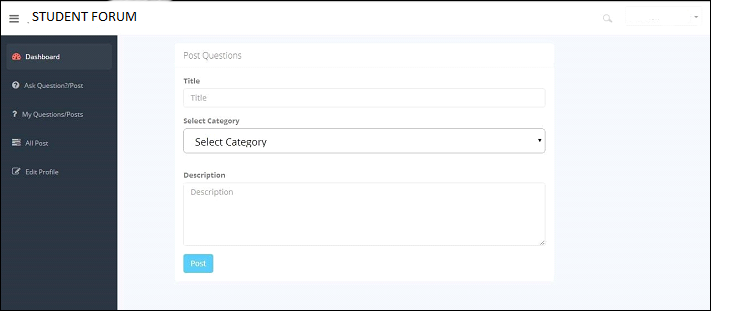 STUDENT FORUM
Dashboard
Ask Question?/Post
My Questions/Posts
All Post
Edit Profile
Post Questions
Title
Title
Select Category
Select Category
Description
Description
Post